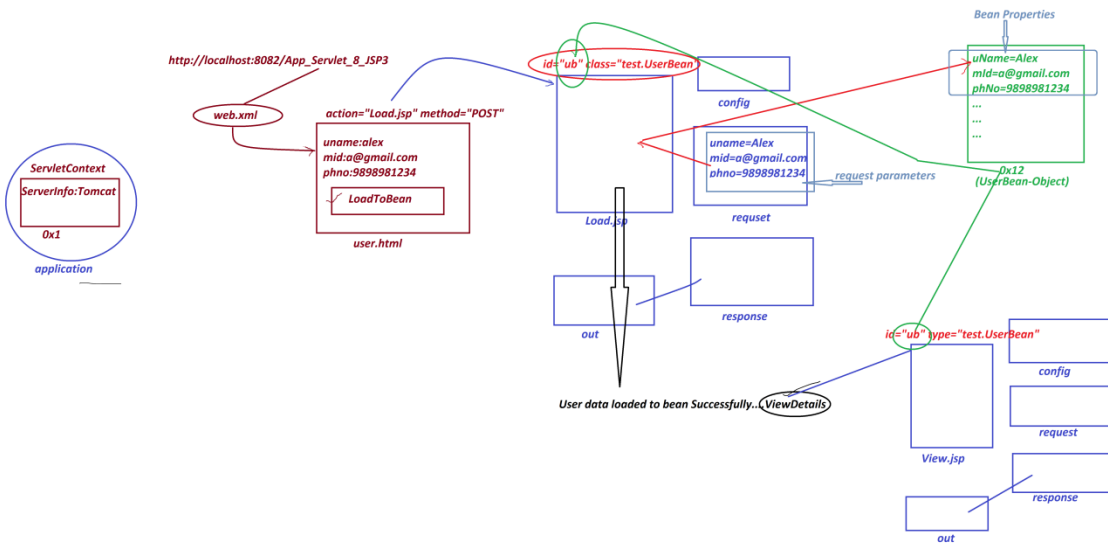 Bean Properties
http://localhost:8082/App_Servlet_8_JSP3
id="ub" class="test.UserBean"
uName=Alex
mId=a@gmail.com
phNo=9898981234
...
...
...
0x12
(UserBean-Object)
config
web.xml
action="Load.jsp" method="POST"
uname:alex
mid:a@gmail.com
phno:9898981234
LoadToBean
user.html
uname=Alex
mid=a@gmail.com
phno=9898981234
request parameters
requset
Load.jsp
ServletContext
ServerInfo:Tomcat
0x1
application
out
response
id="ub" type="test.UserBean"
config
User data loaded to bean Successfully....ViewDetails
request
View.jsp
response
out